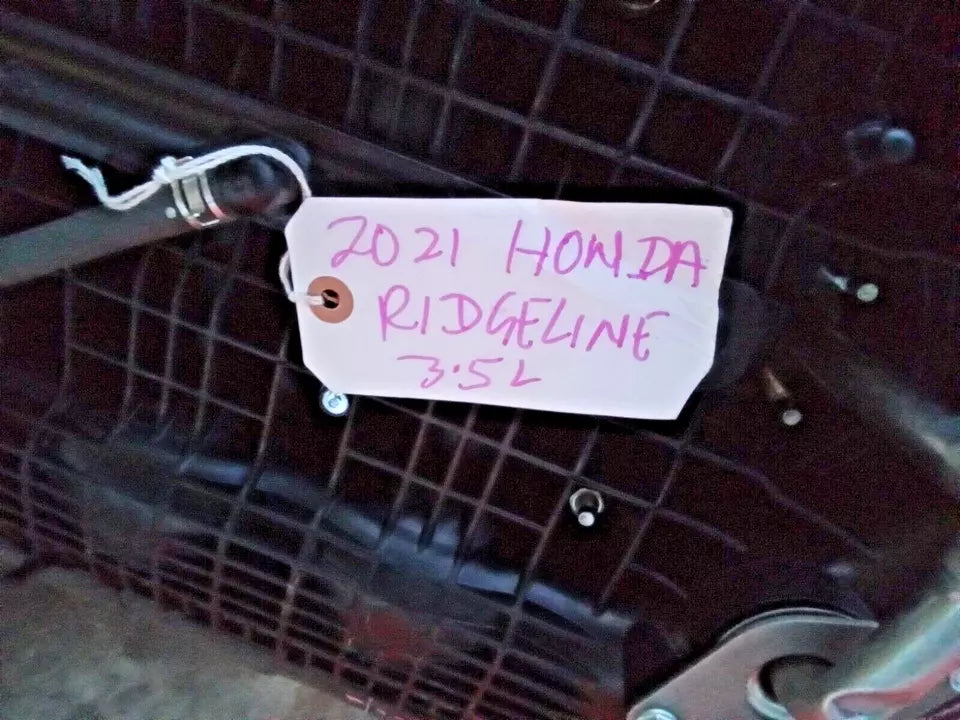 2021 HONDA
RIDGELINE
3.5L